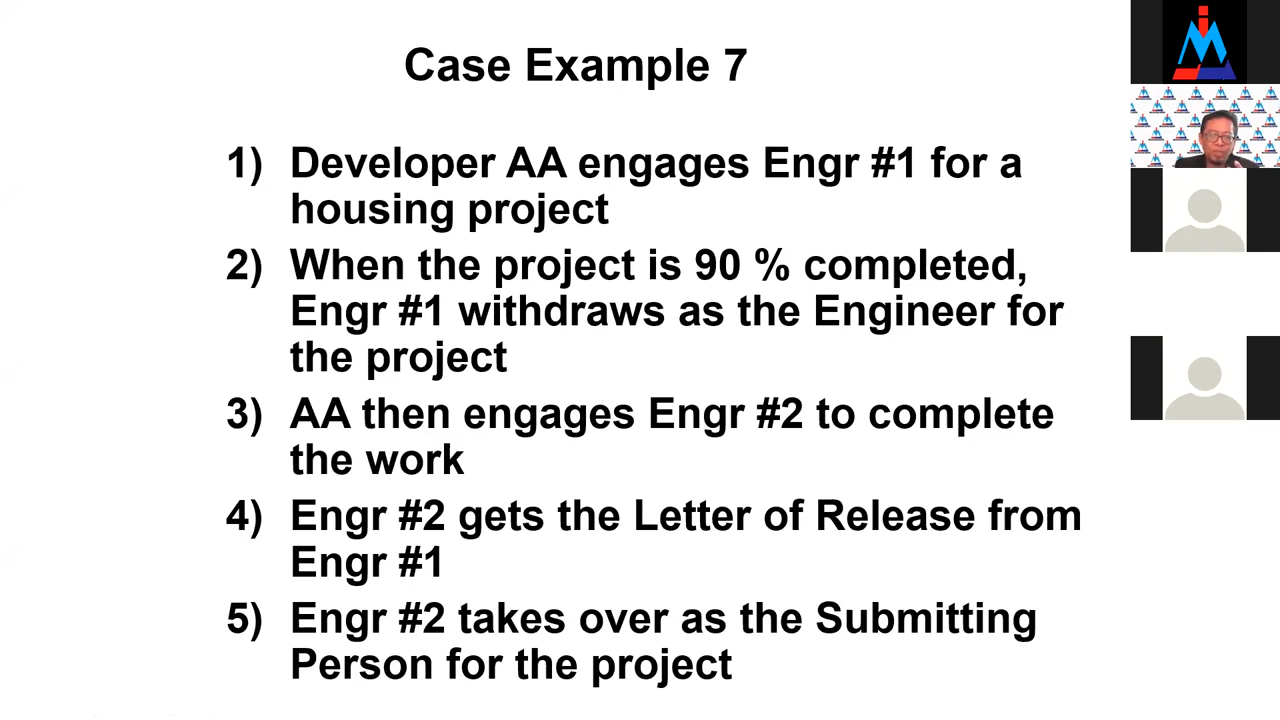 Case Example 7
1) Developer AA engages Engr #1 for a
housing project
2) When the project is 90 % completed,
Engr #1 withdraws as the Engineer for
the project
3) AA then engages Engr #2 to complete
the work
4) Engr #2 gets the Letter of Release from
Engr #1
5) Engr #2 takes over as the Submitting
Person for the project